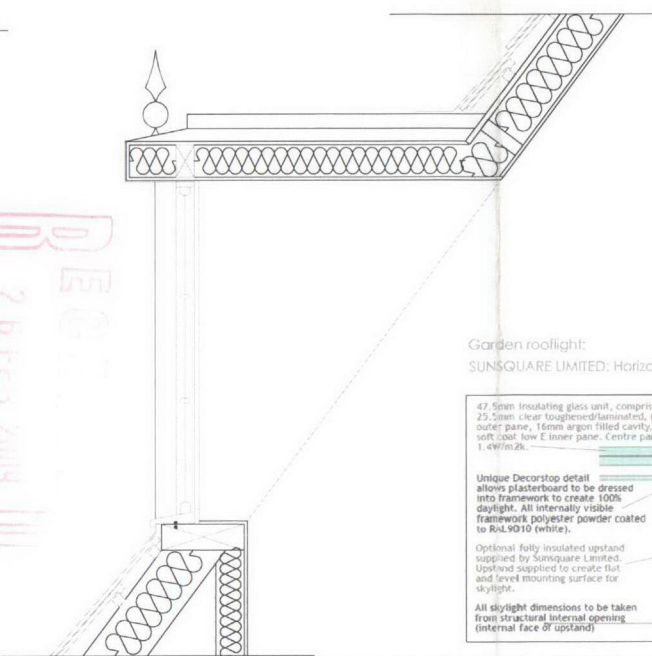 Garden rooflight:
SUNSQUARE LIMITED: Horizo
47.5mm insulating glass unit, compris
25.5mm clear toughened/laminated,
outer pane, 16mm argon filled cavity,
soft coat low E inner pane. Centre pa
1.4W/m2k.
Unique Decorstop detail
allows plasterboard to be dressed
into framework to create 100%
daylight. All internally visible
framework polyester powder coated
to RAL9010 (white).
Optional fully insulated upstand
supplied by Sunsquare Limited.
Upstand supplied to create flat
and level mounting surface for
skylight.
All skylight dimensions to be taken
from structural internal opening
(internal face of upstand)